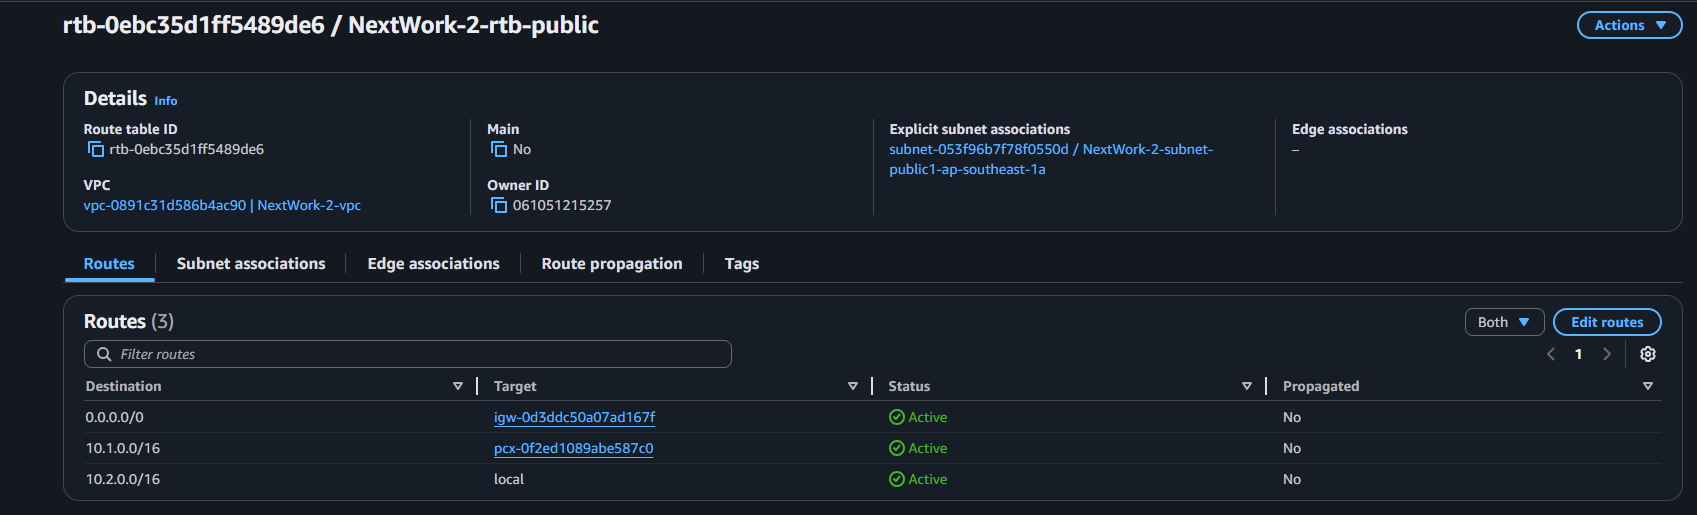 rtb-0ebc35d1ff5489de6 / NextWork-2-rtb-public
Actions
Details Info
Route table ID
rtb-0ebc35d1ff5489de6
Main
No
Explicit subnet associations
subnet-053f96b7f78f0550d / NextWork-2-subnet-
public1-ap-southeast-1a
Edge associations
–
VPC
vpc-0891c31d586b4ac90 | NextWork-2-vpc
Owner ID
061051215257
Routes
Subnet associations
Edge associations
Route propagation
Tags
Routes (3)
Both
Edit routes
Filter routes
1
Destination Target Status Propagated
0.0.0.0/0 igw-0d3ddc50a07ad167f Active No
10.1.0.0/16 pcx-0f2ed1089abe587c0 Active No
10.2.0.0/16 local Active No